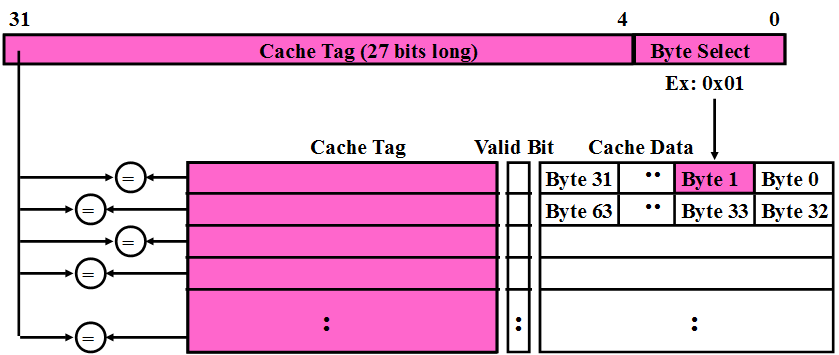 31 4 0
Cache Tag (27 bits long) Byte Select
Ex: 0x01
Cache Tag Valid Bit Cache Data
= Byte 31 ·· Byte 1 Byte 0
= Byte 63 ·· Byte 33 Byte 32
=
=
= : : :